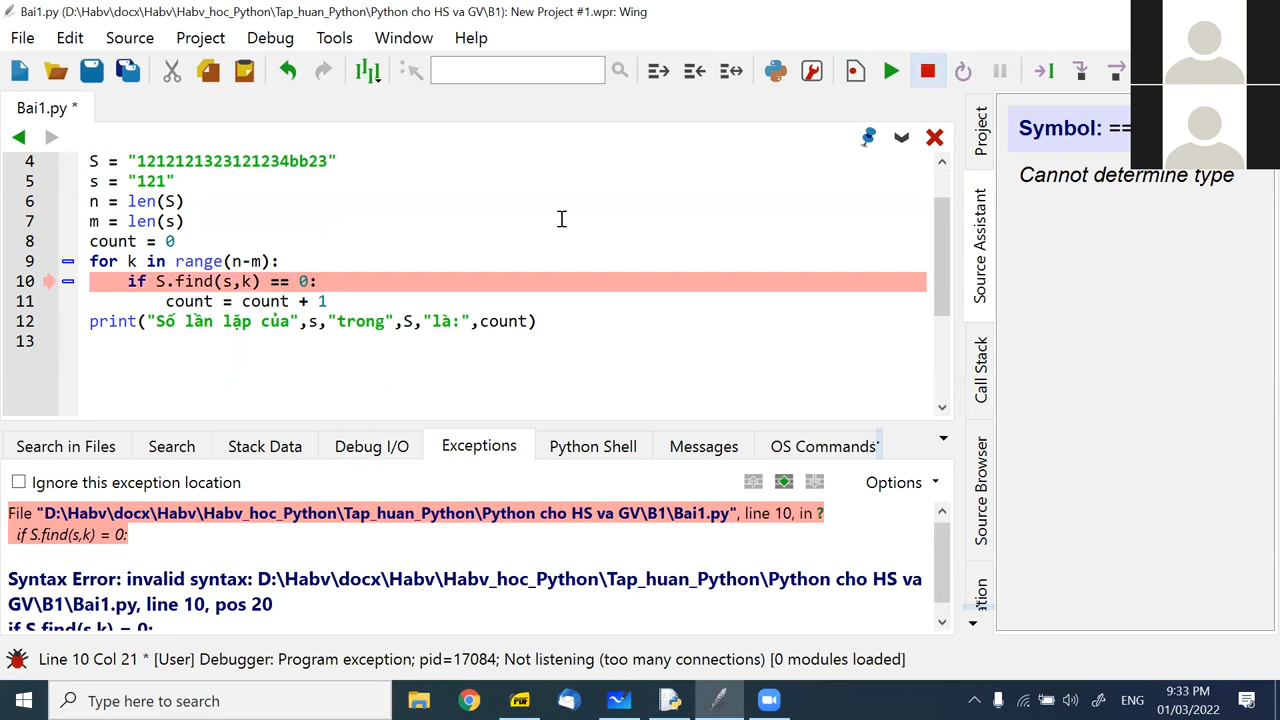 Bai1.py (D:\Habv\docx\Habv\Habv_hoc_Python\Tap_huan_Python\Python cho HS va GV\B1): New Project #1.wpr: Wing
File Edit Source Project Debug Tools Window Help
Bai1.py *
Project
Symbol: ==
Cannot determine type
Source Assistant
Call Stack
Source Browser
4 S = "1212121323121234bb23"
5 s = "121"
6 n = len(S)
7 m = len(s)
8 count = 0
9 for k in range(n-m):
10 if S.find(s,k) == 0:
11 count = count + 1
12 print("Số lần lặp của",s,"trong",S,"là:",count)
13
Search in Files Search Stack Data Debug I/O Exceptions Python Shell Messages OS Commands
Ignore this exception location Options
File "D:\Habv\docx\Habv\Habv_hoc_Python\Tap_huan_Python\Python cho HS va GV\B1\Bai1.py", line 10, in ?
if S.find(s,k) = 0:
Syntax Error: invalid syntax: D:\Habv\docx\Habv\Habv_hoc_Python\Tap_huan_Python\Python cho HS va
GV\B1\Bai1.py, line 10, pos 20
if S.find(s,k) = 0:
Line 10 Col 21 * [User] Debugger: Program exception; pid=17084; Not listening (too many connections) [0 modules loaded]
Type here to search
PDF
ENG
9:33 PM
01/03/2022